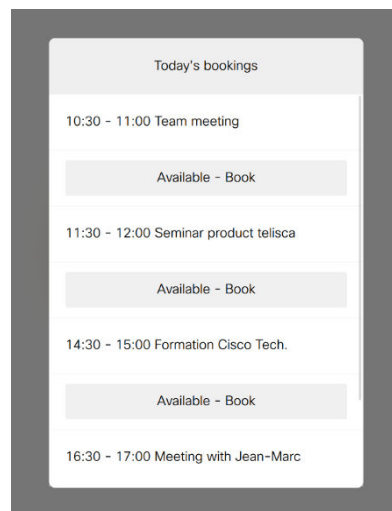 Today's bookings
10:30 - 11:00 Team meeting
Available - Book
11:30 - 12:00 Seminar product telisca
Available - Book
14:30 - 15:00 Formation Cisco Tech.
Available - Book
16:30 - 17:00 Meeting with Jean-Marc